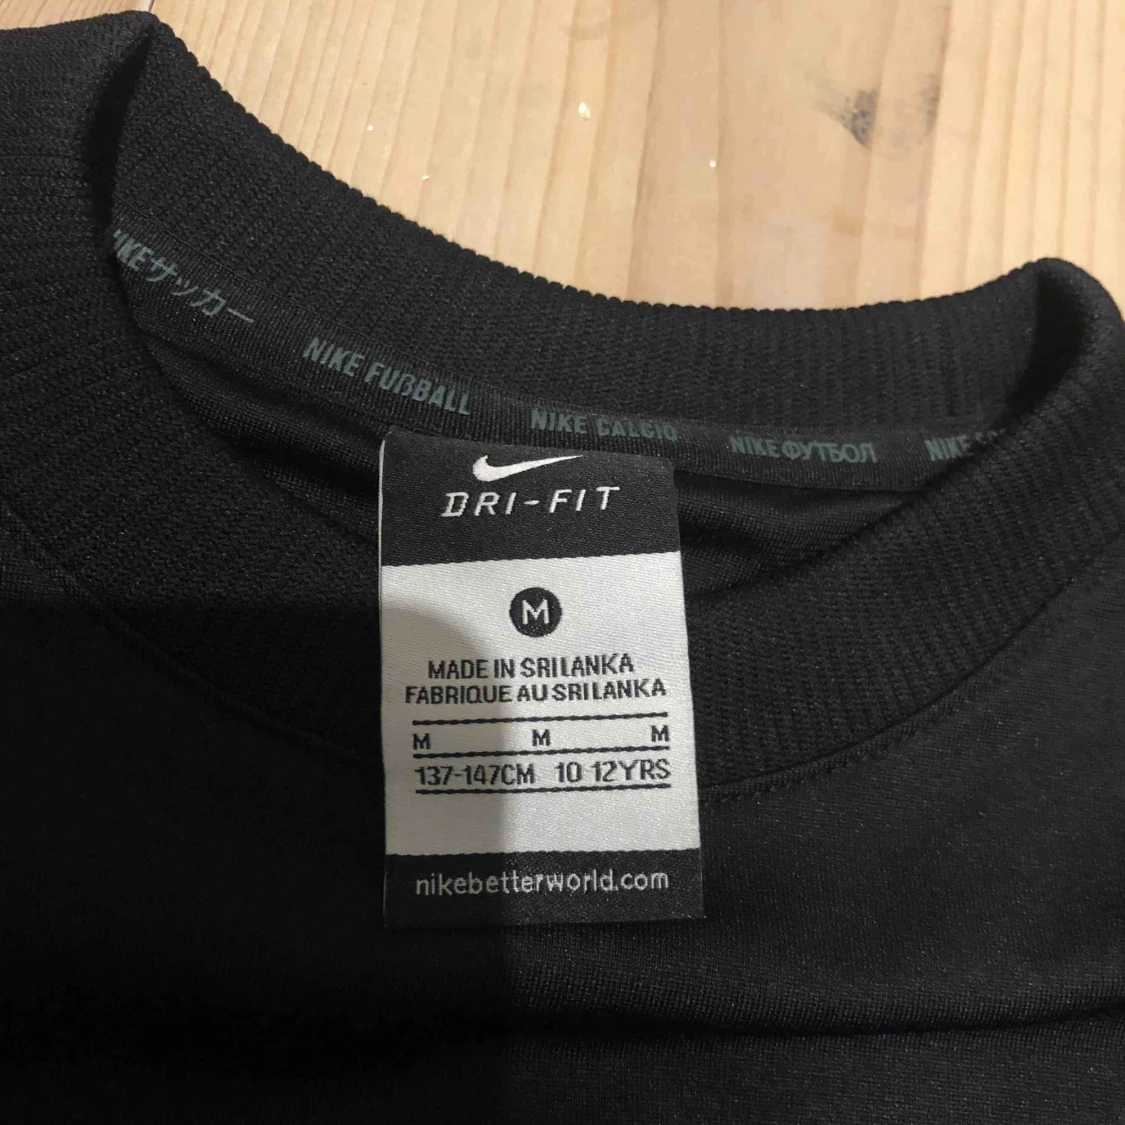 NIKEサッカー
NIKE FUßBALL
NIKE CALCIO
NIKE ФУТБОЛ
NIKE
DRI-FIT
M
MADE IN SRI LANKA
FABRIQUE AU SRI LANKA
M M M
137-147CM 10-12YRS
nikebetterworld.com